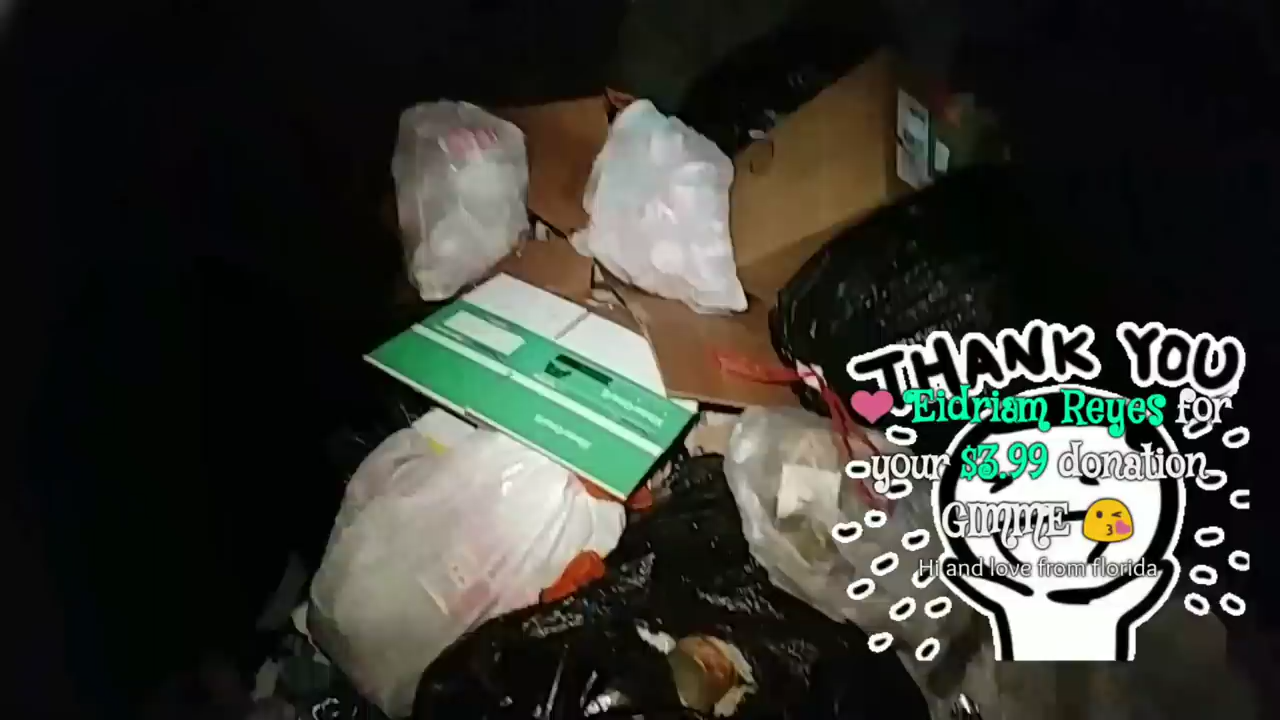 THANK YOU
Eidriam Reyes for
your $3.99 donation
GIMME 😘
Hi and love from florida